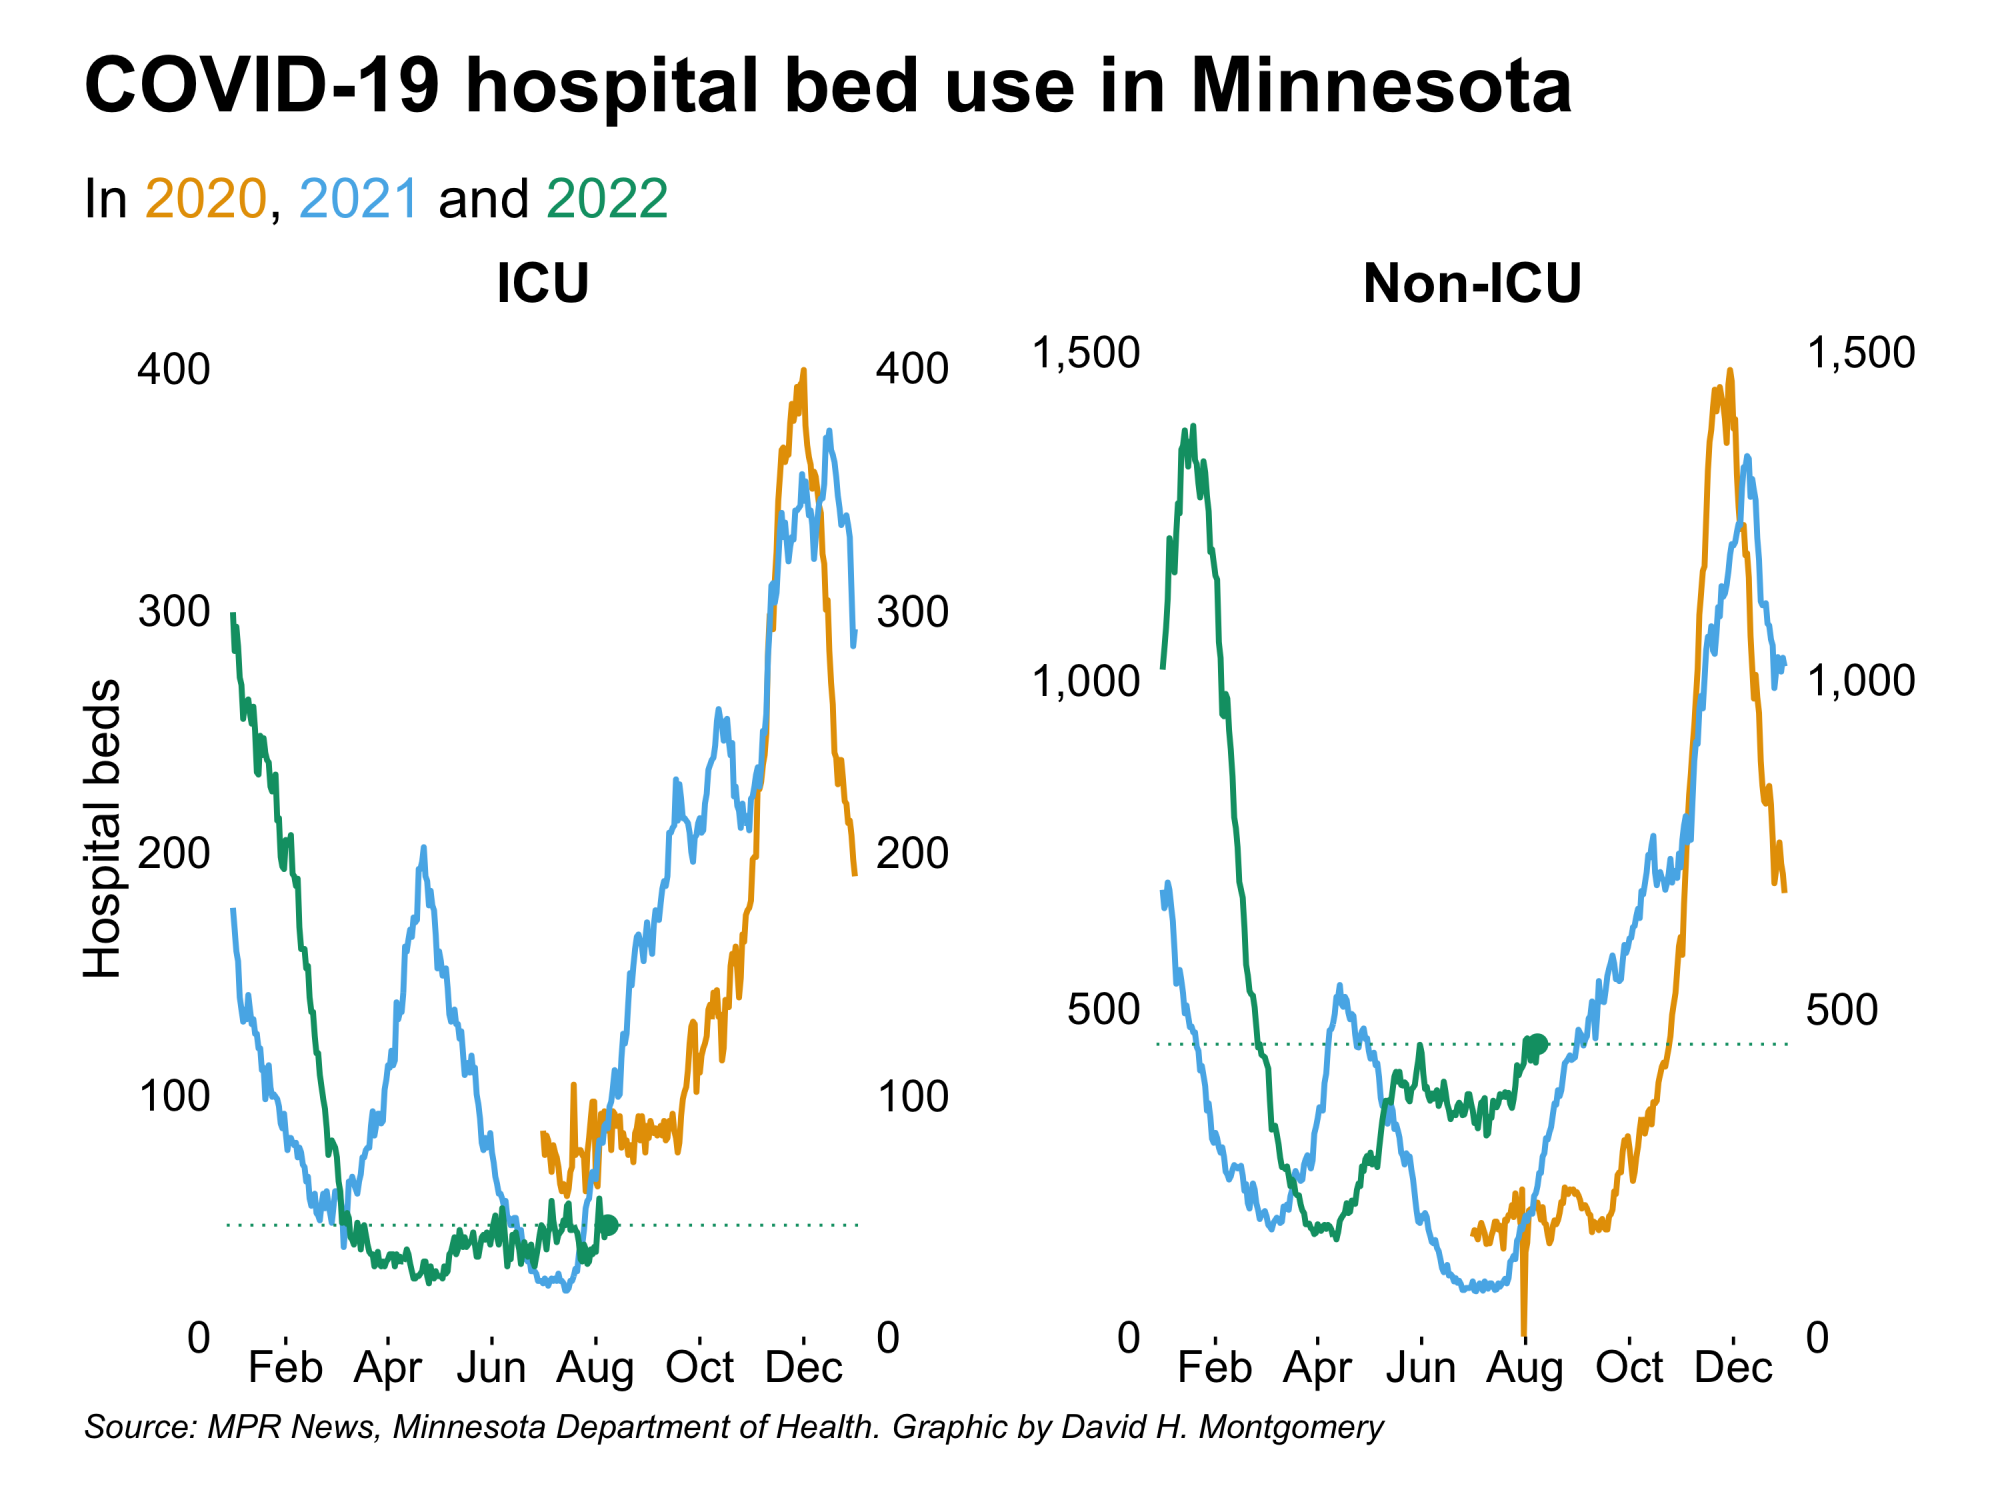 COVID-19 hospital bed use in Minnesota
In 2020, 2021 and 2022
ICU
Non-ICU
Hospital beds
400
300
200
100
0
400
300
200
100
0
Feb Apr Jun Aug Oct Dec
1,500
1,000
500
0
1,500
1,000
500
0
Feb Apr Jun Aug Oct Dec
Source: MPR News, Minnesota Department of Health. Graphic by David H. Montgomery